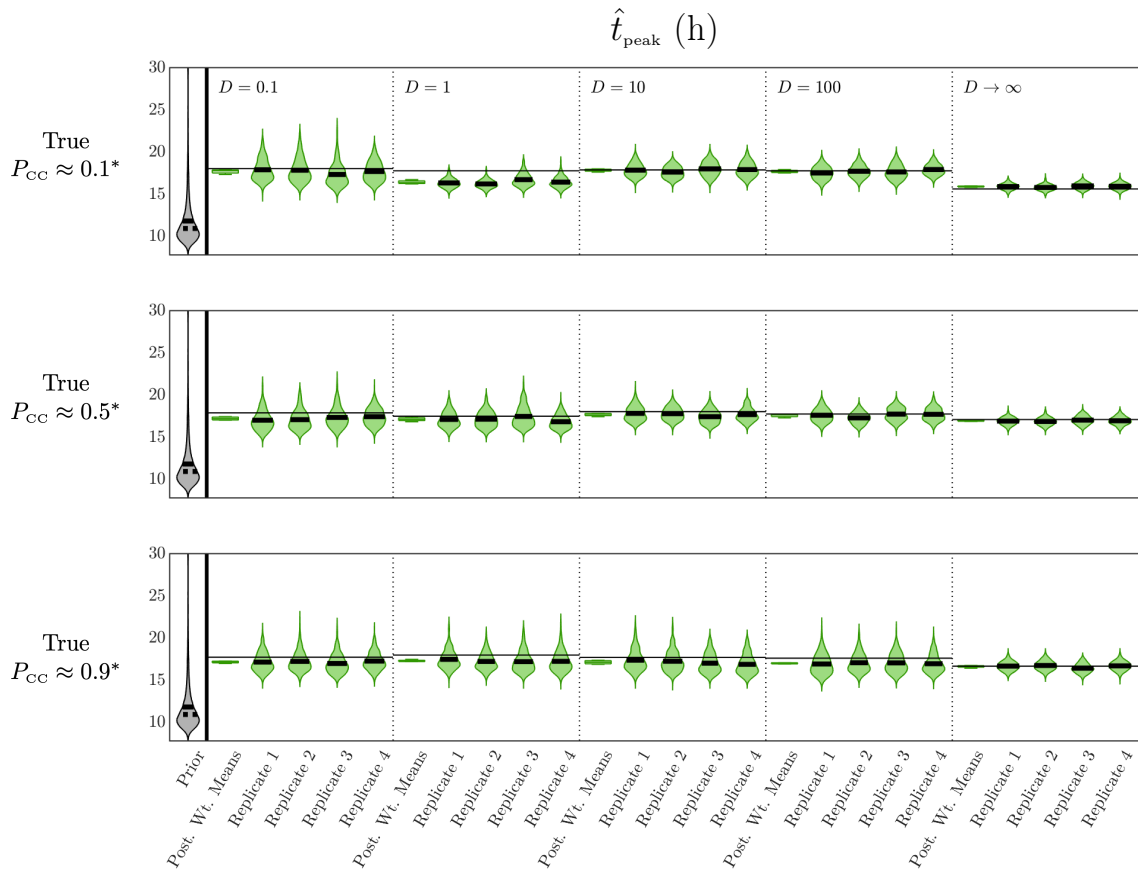 t̂peak (h)
True
PCC ≈ 0.1*
30
25
20
15
10
D = 0.1
D = 1
D = 10
D = 100
D → ∞
True
PCC ≈ 0.5*
30
25
20
15
10
True
PCC ≈ 0.9*
30
25
20
15
10
Prior
Post. Wt. Means
Replicate 1
Replicate 2
Replicate 3
Replicate 4
Post. Wt. Means
Replicate 1
Replicate 2
Replicate 3
Replicate 4
Post. Wt. Means
Replicate 1
Replicate 2
Replicate 3
Replicate 4
Post. Wt. Means
Replicate 1
Replicate 2
Replicate 3
Replicate 4
Post. Wt. Means
Replicate 1
Replicate 2
Replicate 3
Replicate 4